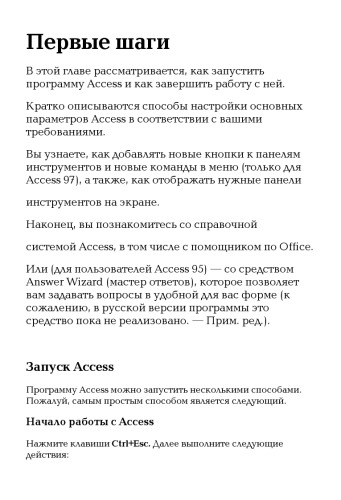 Первые шаги
В этой главе рассматривается, как запустить
программу Access и как завершить работу с ней.
Кратко описываются способы настройки основных
параметров Access в соответствии с вашими
требованиями.
Вы узнаете, как добавлять новые кнопки к панелям
инструментов и новые команды в меню (только для
Access 97), а также, как отображать нужные панели
инструментов на экране.
Наконец, вы познакомитесь со справочной
системой Access, в том числе с помощником по Office.
Или (для пользователей Access 95) — со средством
Answer Wizard (мастер ответов), которое позволяет
вам задавать вопросы в удобной для вас форме (к
сожалению, в русской версии программы это
средство пока не реализовано. — Прим. ред.).
Запуск Access
Программу Access можно запустить несколькими способами.
Пожалуй, самым простым способом является следующий.
Начало работы с Access
Нажмите клавиши Ctrl+Esc. Далее выполните следующие
действия: